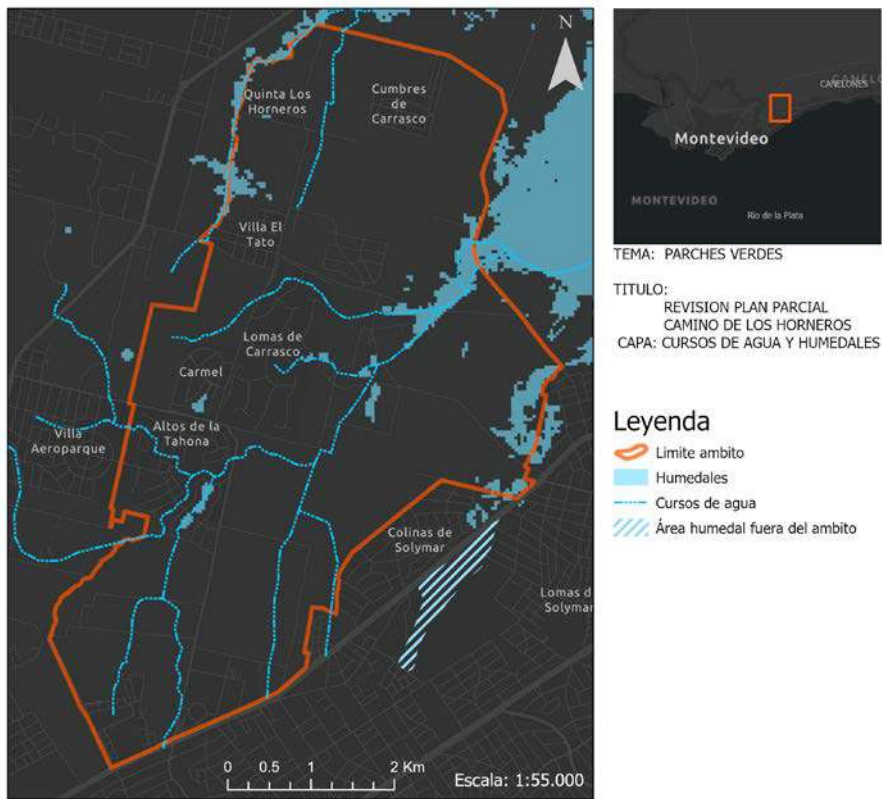 N
Quinta Los
Horneros
Cumbres
de
Carrasco
Villa El
Tato
Lomas de
Carrasco
Carmel
Altos de la
Tahona
Villa
Aeroparque
Colinas de
Solymar
Lomas d
Solymar
0 0.5 1 2 Km
Escala: 1:55.000
CANELONES
CANELONES
Montevideo
MONTEVIDEO
Río de la Plata
TEMA: PARCHES VERDES
TITULO:
REVISION PLAN PARCIAL
CAMINO DE LOS HORNEROS
CAPA: CURSOS DE AGUA Y HUMEDALES
Leyenda
Limite ambito
Humedales
Cursos de agua
Área humedal fuera del ambito